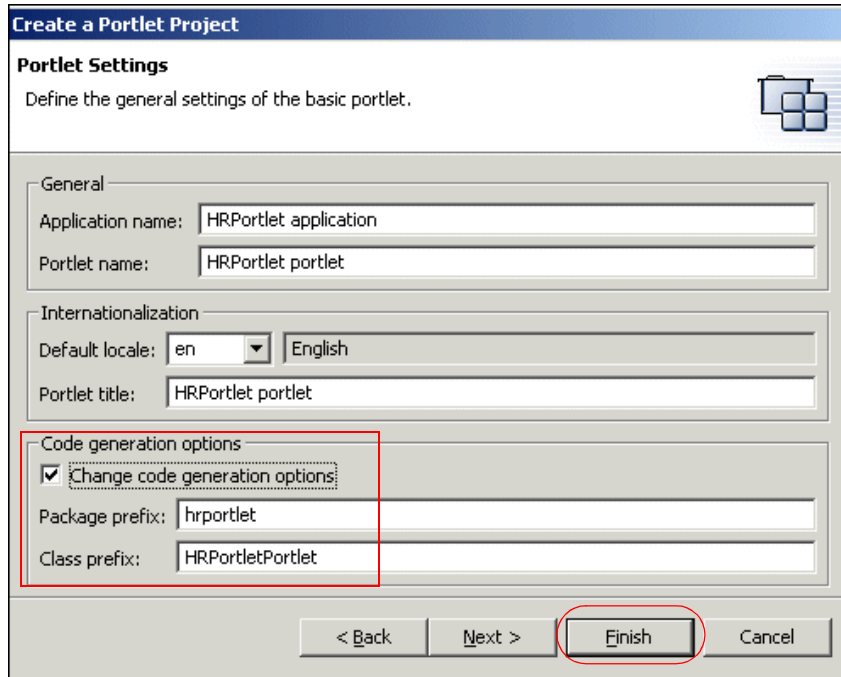 Create a Portlet Project
Portlet Settings
Define the general settings of the basic portlet.
General
Application name: HRPortlet application
Portlet name: HRPortlet portlet
Internationalization
Default locale: en English
Portlet title: HRPortlet portlet
Code generation options
Change code generation options
Package prefix: hrportlet
Class prefix: HRPortletPortlet
< Back Next > Finish Cancel